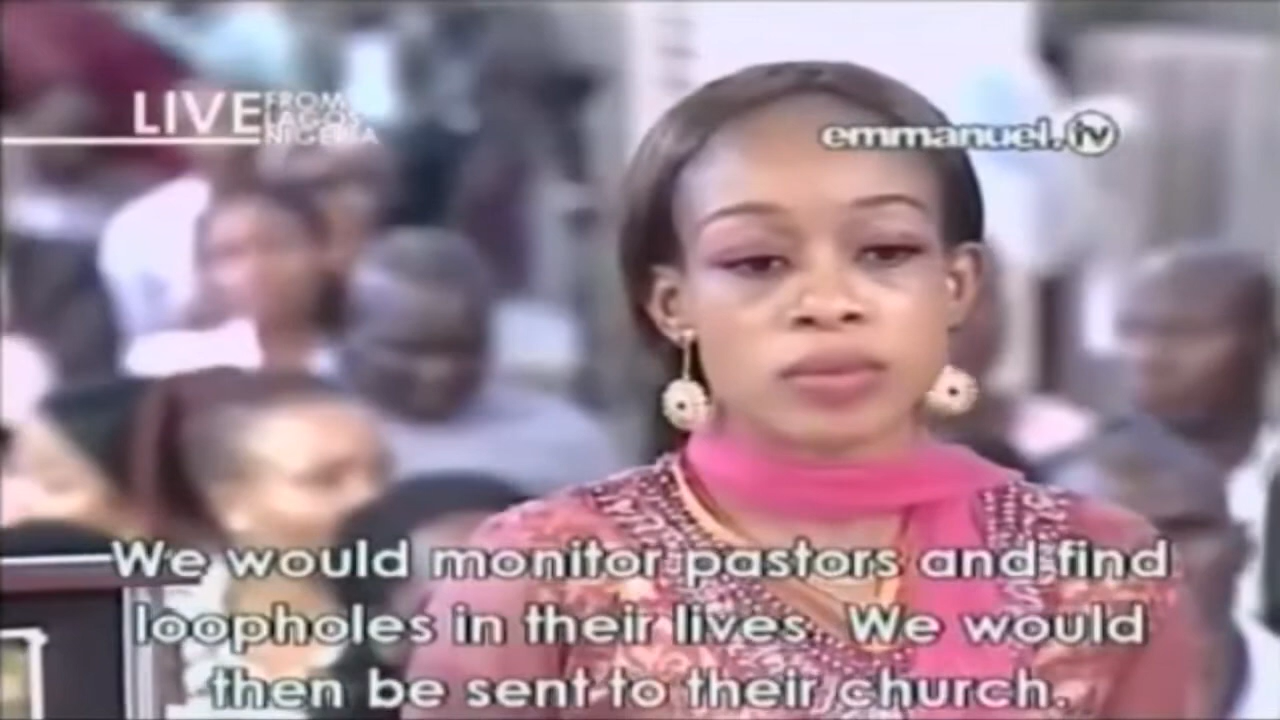 LIVE FROM
LAGOS
NIGERIA
emmanuel.tv
We would monitor pastors and find
loopholes in their lives. We would
then be sent to their church.